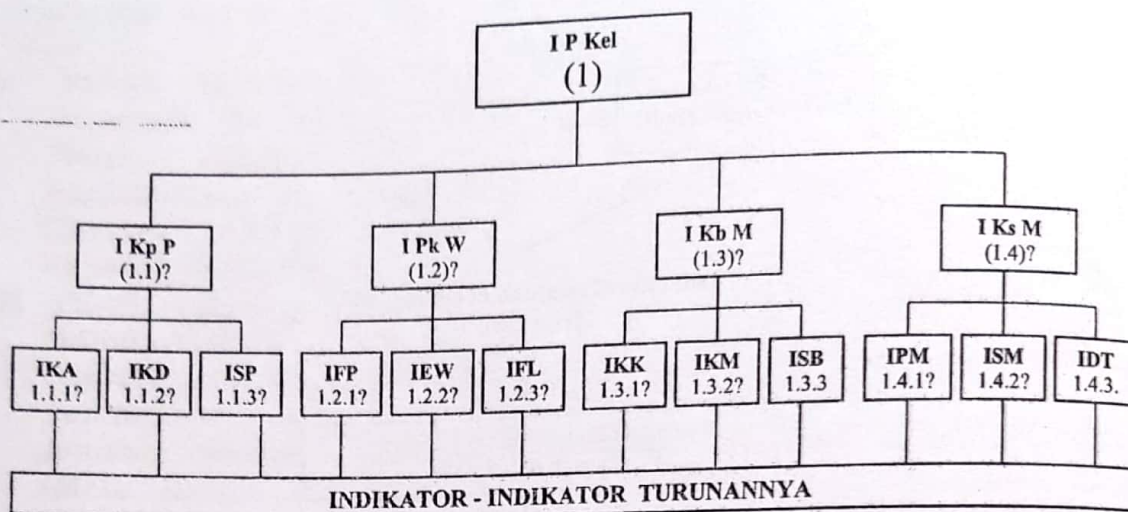 I P Kel
(1)
I Kp P
(1.1)?
I Pk W
(1.2)?
I Kb M
(1.3)?
I Ks M
(1.4)?
IKA
1.1.1?
IKD
1.1.2?
ISP
1.1.3?
IFP
1.2.1?
IEW
1.2.2?
IFL
1.2.3?
IKK
1.3.1?
IKM
1.3.2?
ISB
1.3.3
IPM
1.4.1?
ISM
1.4.2?
IDT
1.4.3.
INDIKATOR - INDIKATOR TURUNANNYA